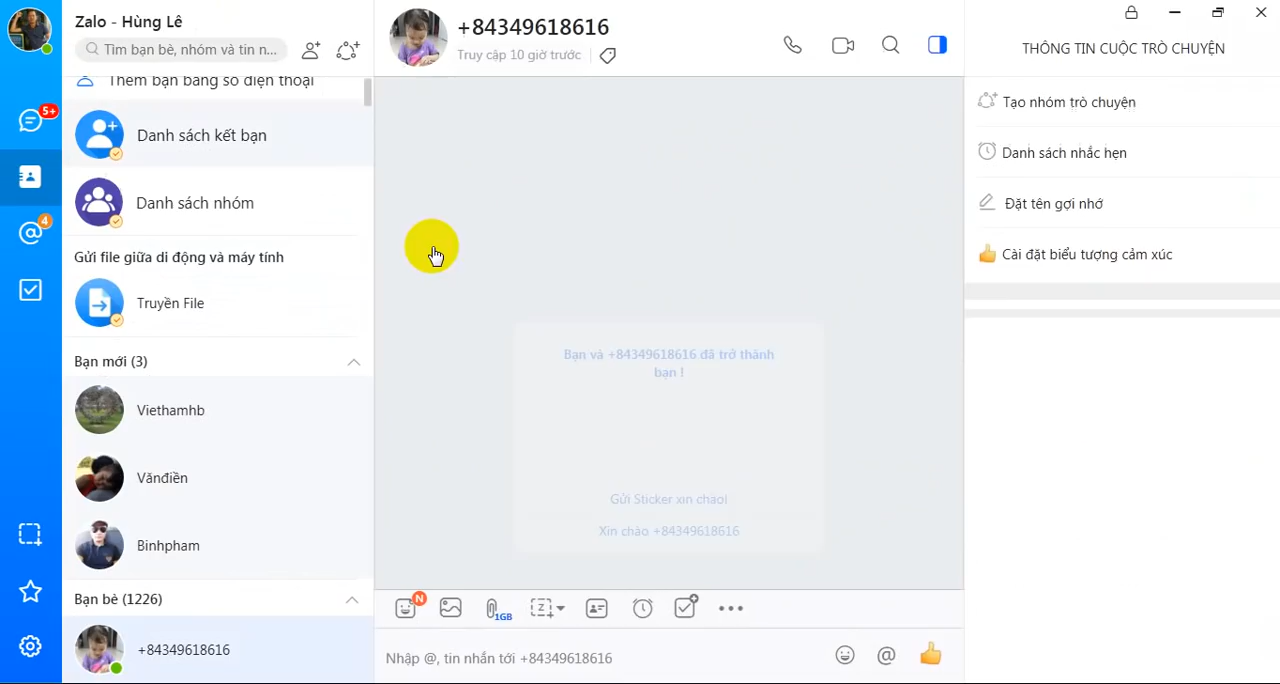 Zalo - Hùng Lê
Tìm bạn bè, nhóm và tin n...
5+
4
Thêm bạn bằng số điện thoại
Danh sách kết bạn
Danh sách nhóm
Gửi file giữa di động và máy tính
Truyền File
Bạn mới (3)
Viethamhb
Vănđiền
Binhpham
Bạn bè (1226)
+84349618616
+84349618616
Truy cập 10 giờ trước
Bạn và +84349618616 đã trở thành
bạn !
Gửi Sticker xin chào!
Xin chào +84349618616
N
1GB
Z
Nhập @, tin nhắn tới +84349618616
THÔNG TIN CUỘC TRÒ CHUYỆN
Tạo nhóm trò chuyện
Danh sách nhắc hẹn
Đặt tên gợi nhớ
Cài đặt biểu tượng cảm xúc